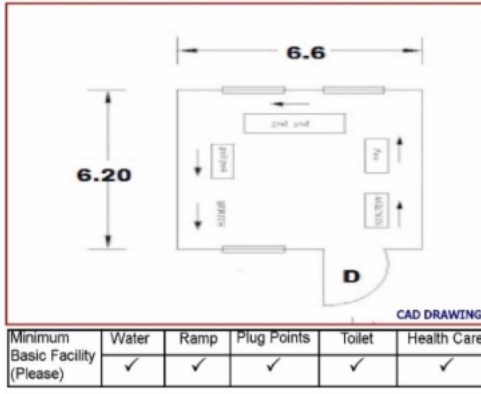 6.6
6.20
D
CAD DRAWING
Minimum Basic Facility (Please) Water Ramp Plug Points Toilet Health Care
✓ ✓ ✓ ✓ ✓